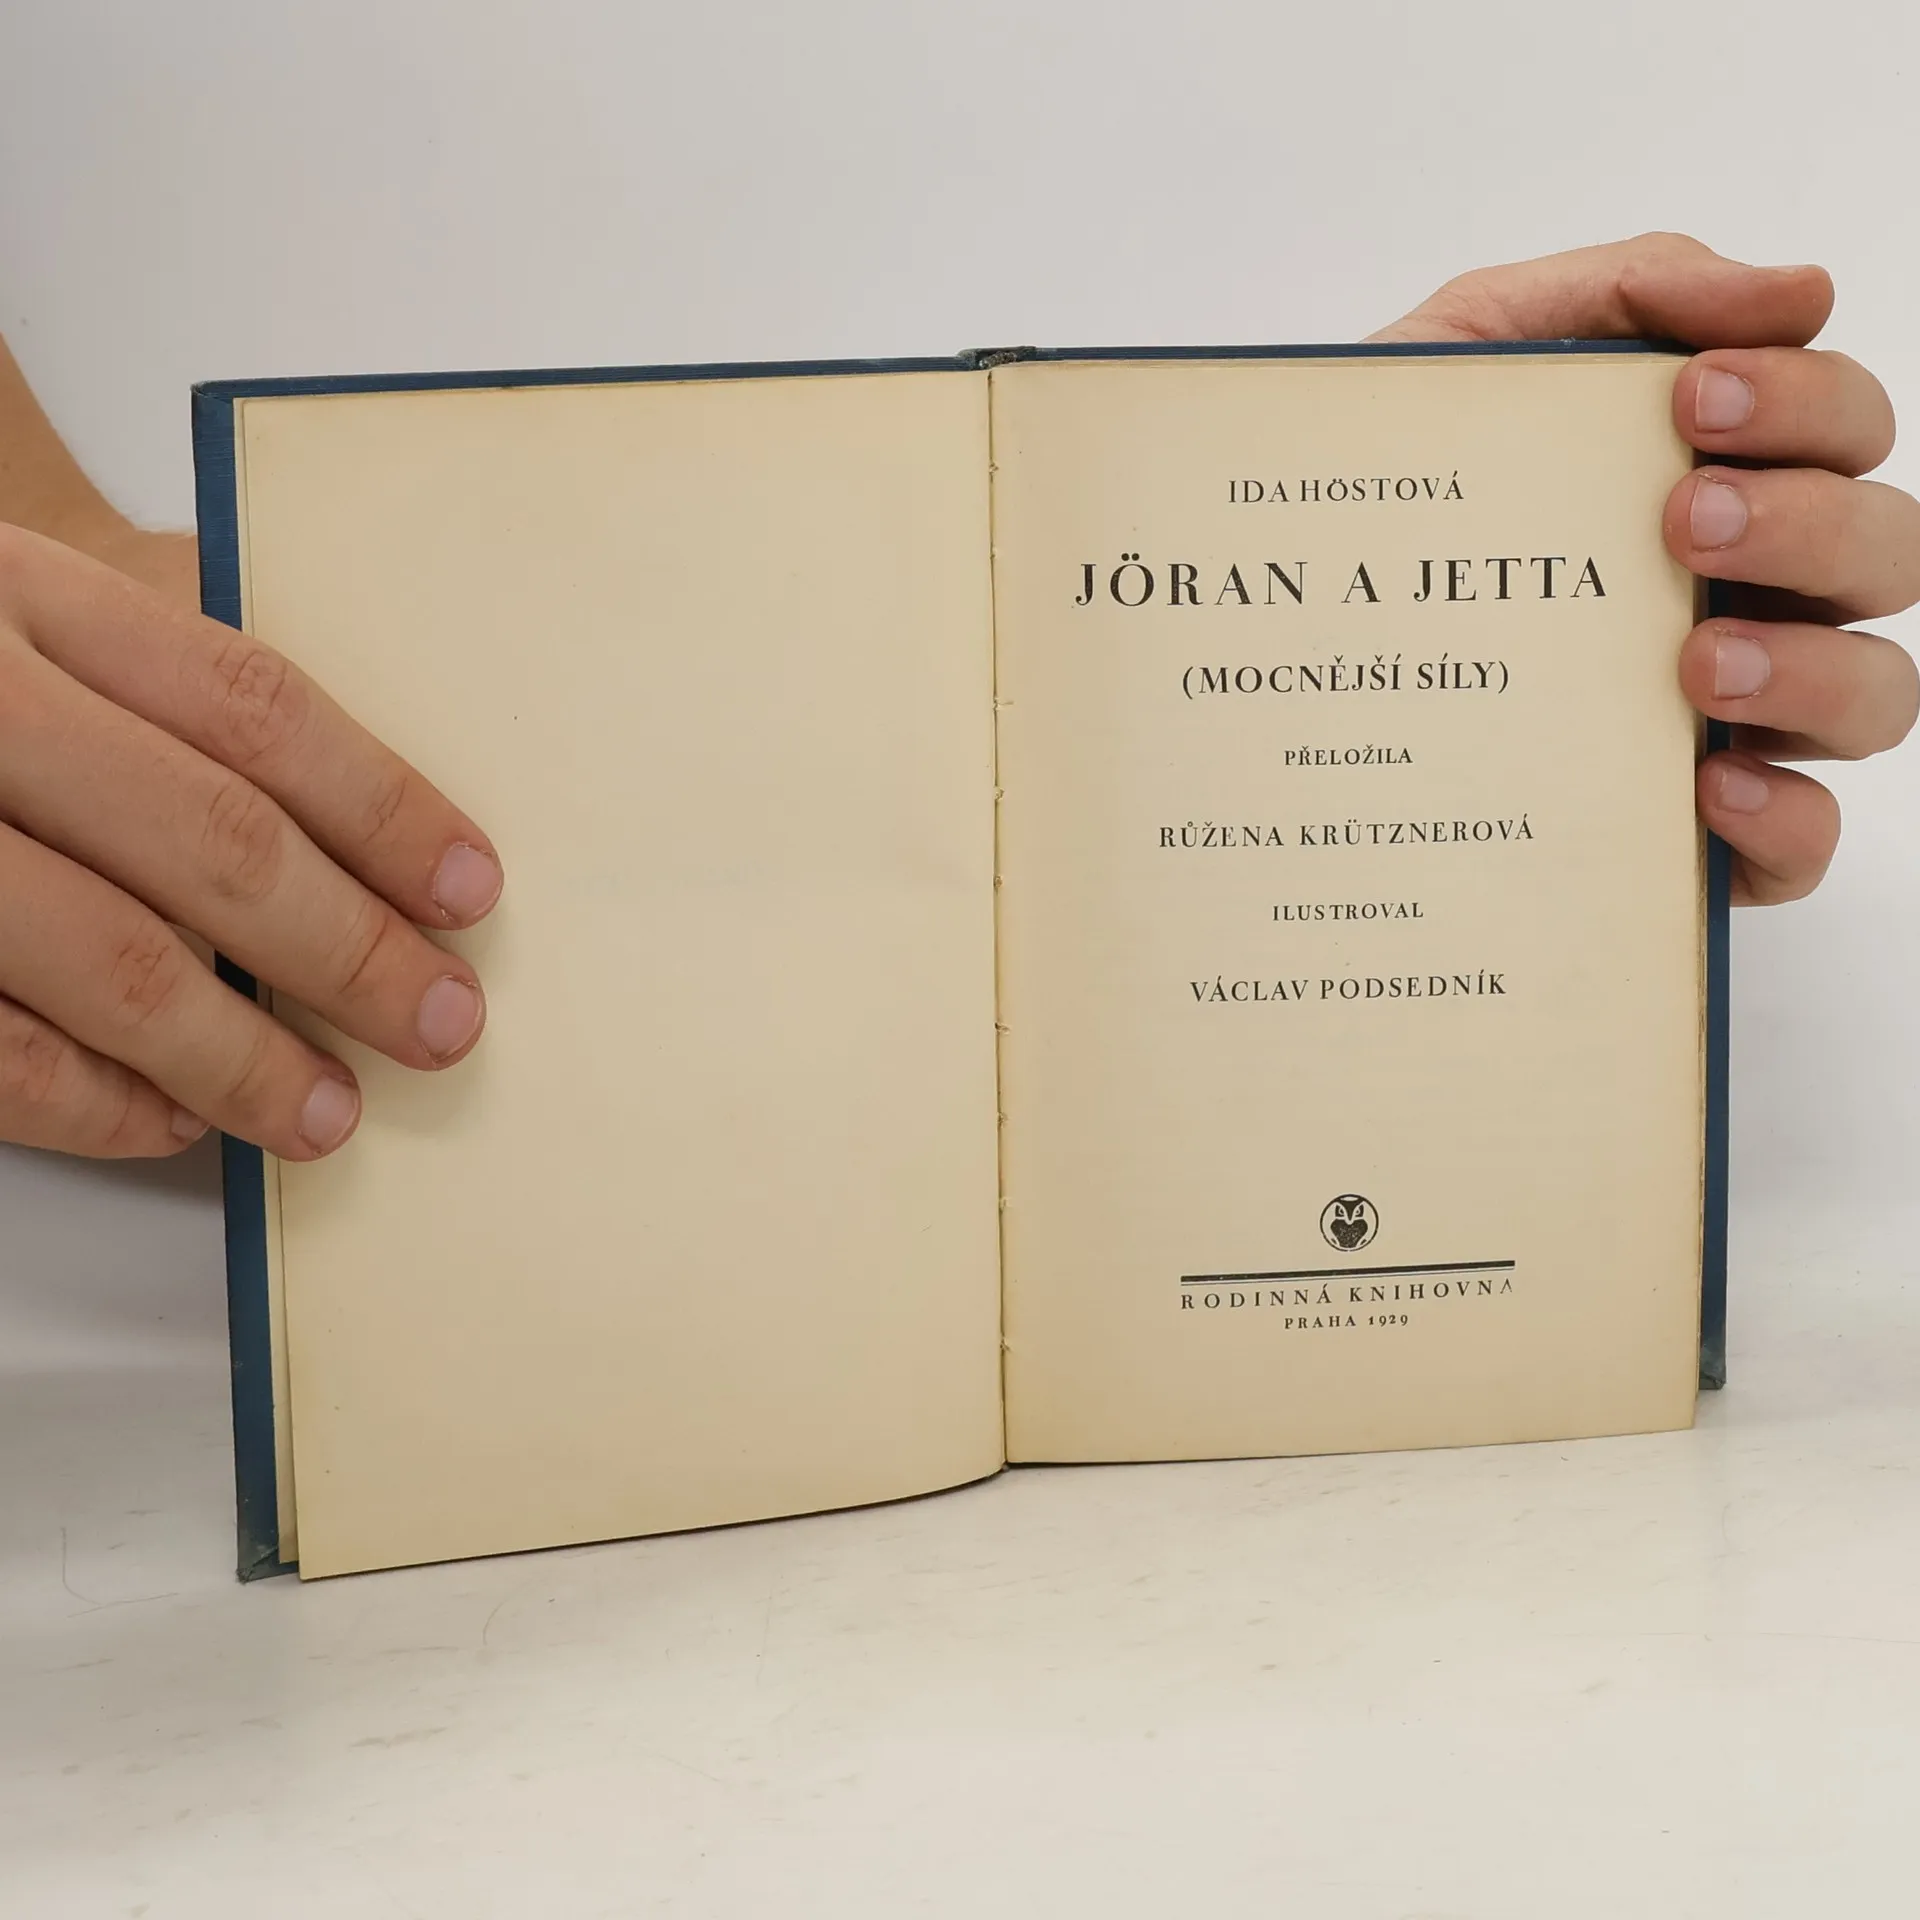 IDA HÖSTOVÁ
JÖRAN A JETTA
(MOCNĚJŠÍ SÍLY)
PŘELOŽILA
RŮŽENA KRÜTZNEROVÁ
ILUSTROVAL
VÁCLAV PODSEDNÍK
RODINNÁ KNIHOVNA
PRAHA 1929